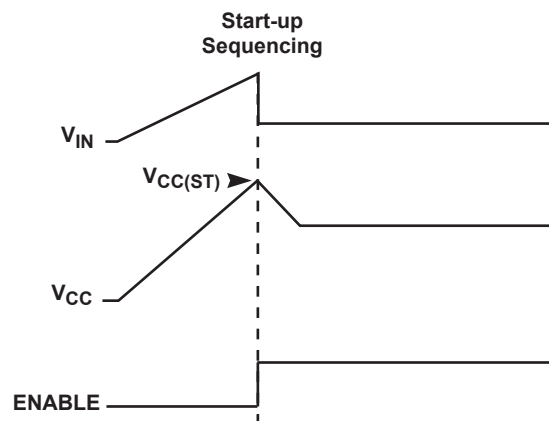 Start-up
Sequencing
VIN
VCC(ST)
VCC
ENABLE